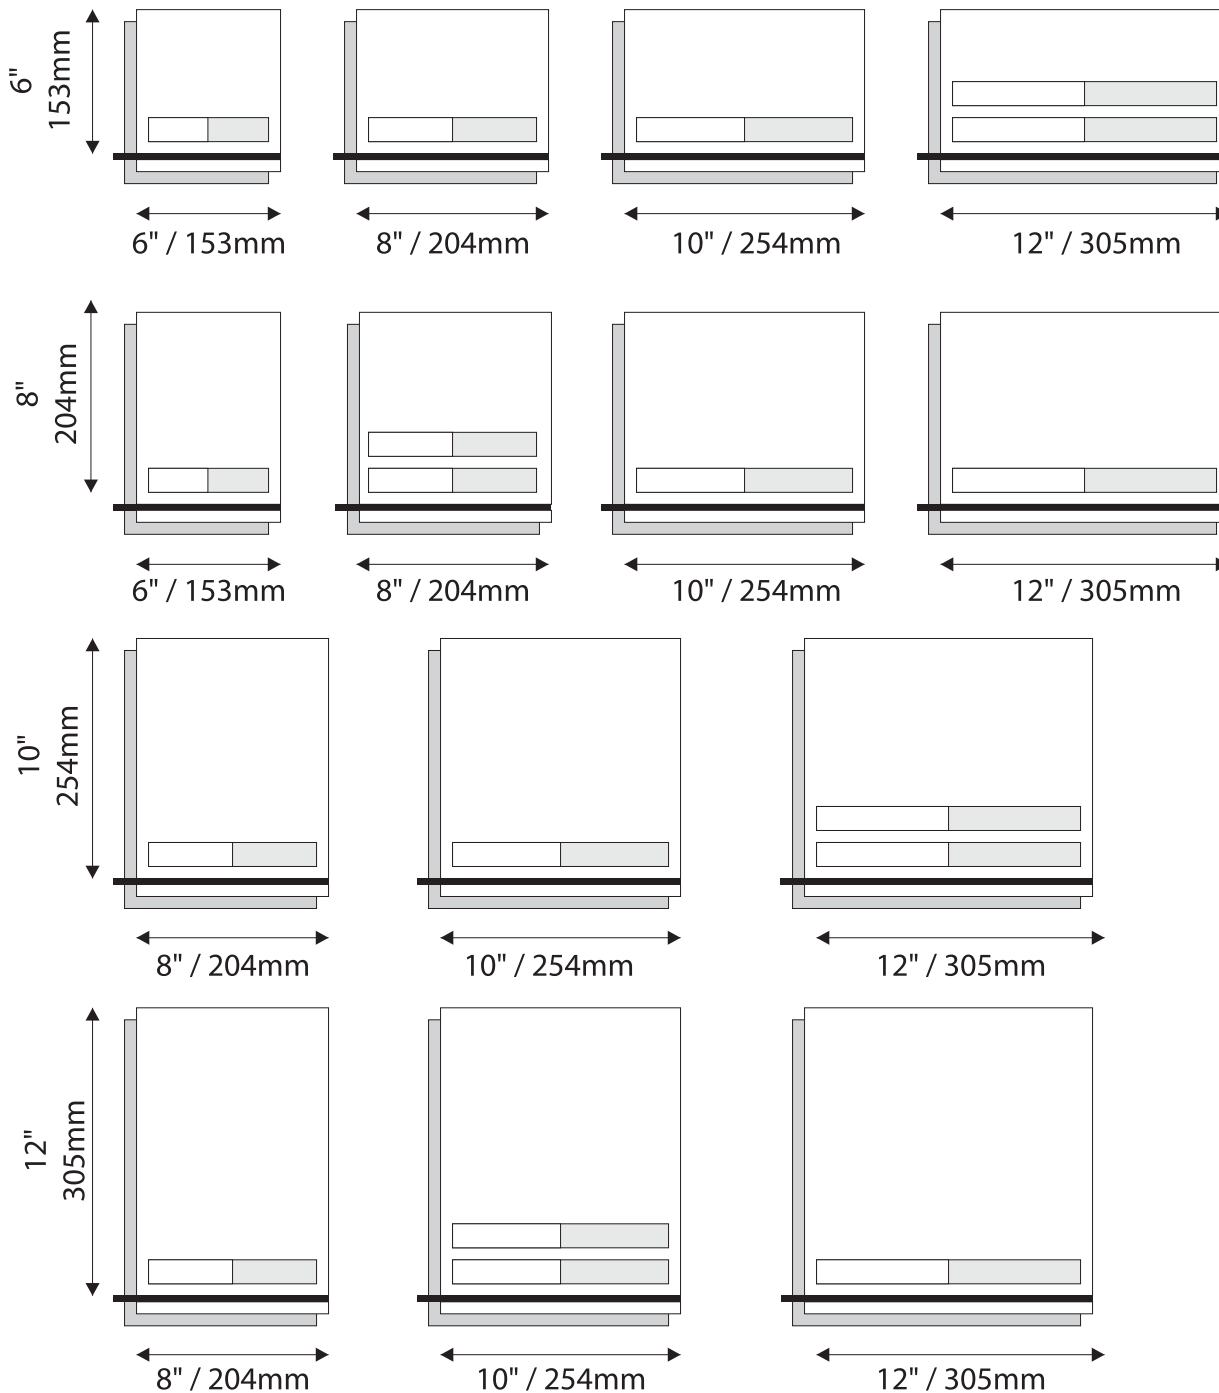 6"
153mm
6" / 153mm
8" / 204mm
10" / 254mm
12" / 305mm
8"
204mm
6" / 153mm
8" / 204mm
10" / 254mm
12" / 305mm
10"
254mm
8" / 204mm
10" / 254mm
12" / 305mm
12"
305mm
8" / 204mm
10" / 254mm
12" / 305mm